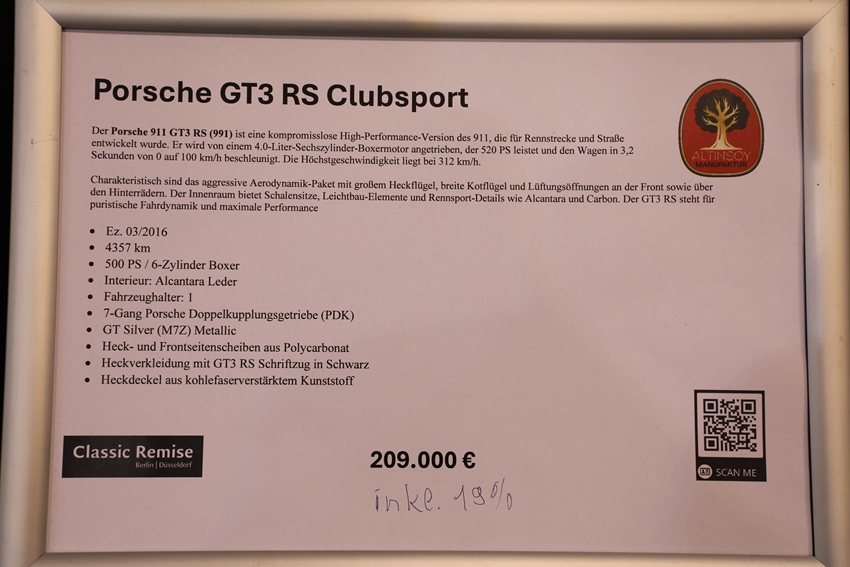 Porsche GT3 RS Clubsport
Der Porsche 911 GT3 RS (991) ist eine kompromisslose High-Performance-Version des 911, die für Rennstrecke und Straße
entwickelt wurde. Er wird von einem 4.0-Liter-Sechszylinder-Boxermotor angetrieben, der 520 PS leistet und den Wagen in 3,2
Sekunden von 0 auf 100 km/h beschleunigt. Die Höchstgeschwindigkeit liegt bei 312 km/h.
ALTINSOY
MANUFAKTUR
Charakteristisch sind das aggressive Aerodynamik-Paket mit großem Heckflügel, breite Kotflügel und Lüftungsöffnungen an der Front sowie über
den Hinterrädern. Der Innenraum bietet Schalensitze, Leichtbau-Elemente und Rennsport-Details wie Alcantara und Carbon. Der GT3 RS steht für
puristische Fahrdynamik und maximale Performance
• Ez. 03/2016
• 4357 km
• 500 PS / 6-Zylinder Boxer
• Interieur: Alcantara Leder
• Fahrzeughalter: 1
• 7-Gang Porsche Doppelkupplungsgetriebe (PDK)
• GT Silver (M7Z) Metallic
• Heck- und Frontseitenscheiben aus Polycarbonat
• Heckverkleidung mit GT3 RS Schriftzug in Schwarz
• Heckdeckel aus kohlefaserverstärktem Kunststoff
Classic Remise
Berlin | Düsseldorf
209.000 €
inkl. 19%
SCAN ME